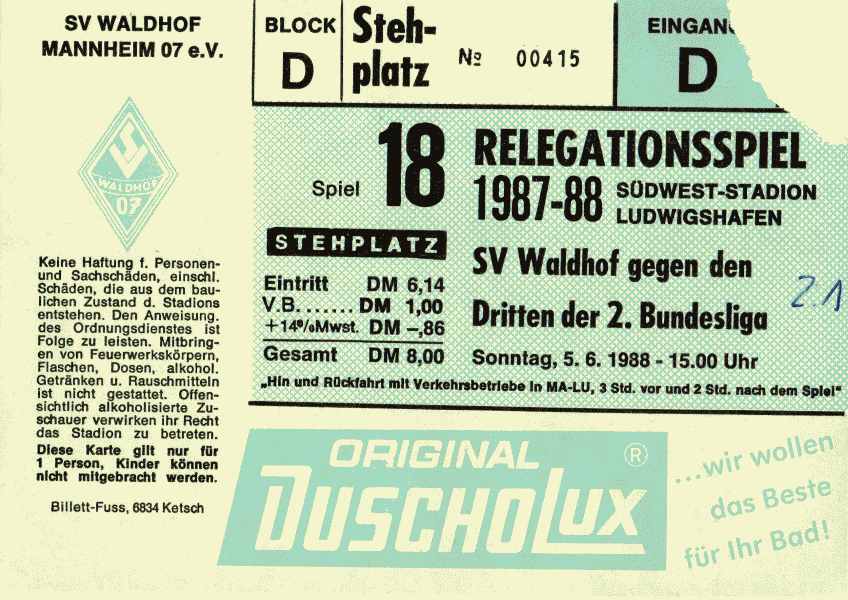 SV WALDHOF
MANNHEIM 07 e.V.
SV
WALDHOF
07
Keine Haftung f. Personen-
und Sachschäden, einschl.
Schäden, die aus dem bau-
lichen Zustand d. Stadions
entstehen. Den Anweisung.
des Ordnungsdienstes ist
Folge zu leisten. Mitbring-
en von Feuerwerkskörpern,
Flaschen, Dosen, alkohol.
Getränken u. Rauschmitteln
ist nicht gestattet. Offen-
sichtlich alkoholisierte Zu-
schauer verwirken ihr Recht
das Stadion zu betreten.
Diese Karte gilt nur für
1 Person, Kinder können
nicht mitgebracht werden.
Billett-Fuss, 6834 Ketsch
BLOCK
D
Steh-
platz
№ 00415
EINGANG
D
Spiel 18
RELEGATIONSSPIEL
1987-88 SÜDWEST-STADION
LUDWIGSHAFEN
STEHPLATZ
Eintritt DM 6,14
V.B....... DM 1,00
+14% Mwst. DM –,86
Gesamt DM 8,00
SV Waldhof gegen den
Dritten der 2. Bundesliga
2.1
Sonntag, 5. 6. 1988 - 15.00 Uhr
„Hin und Rückfahrt mit Verkehrsbetriebe in MA-LU, 3 Std. vor und 2 Std. nach dem Spiel"
ORIGINAL ®
DUSCHOLUX
...wir wollen
das Beste
für Ihr Bad!